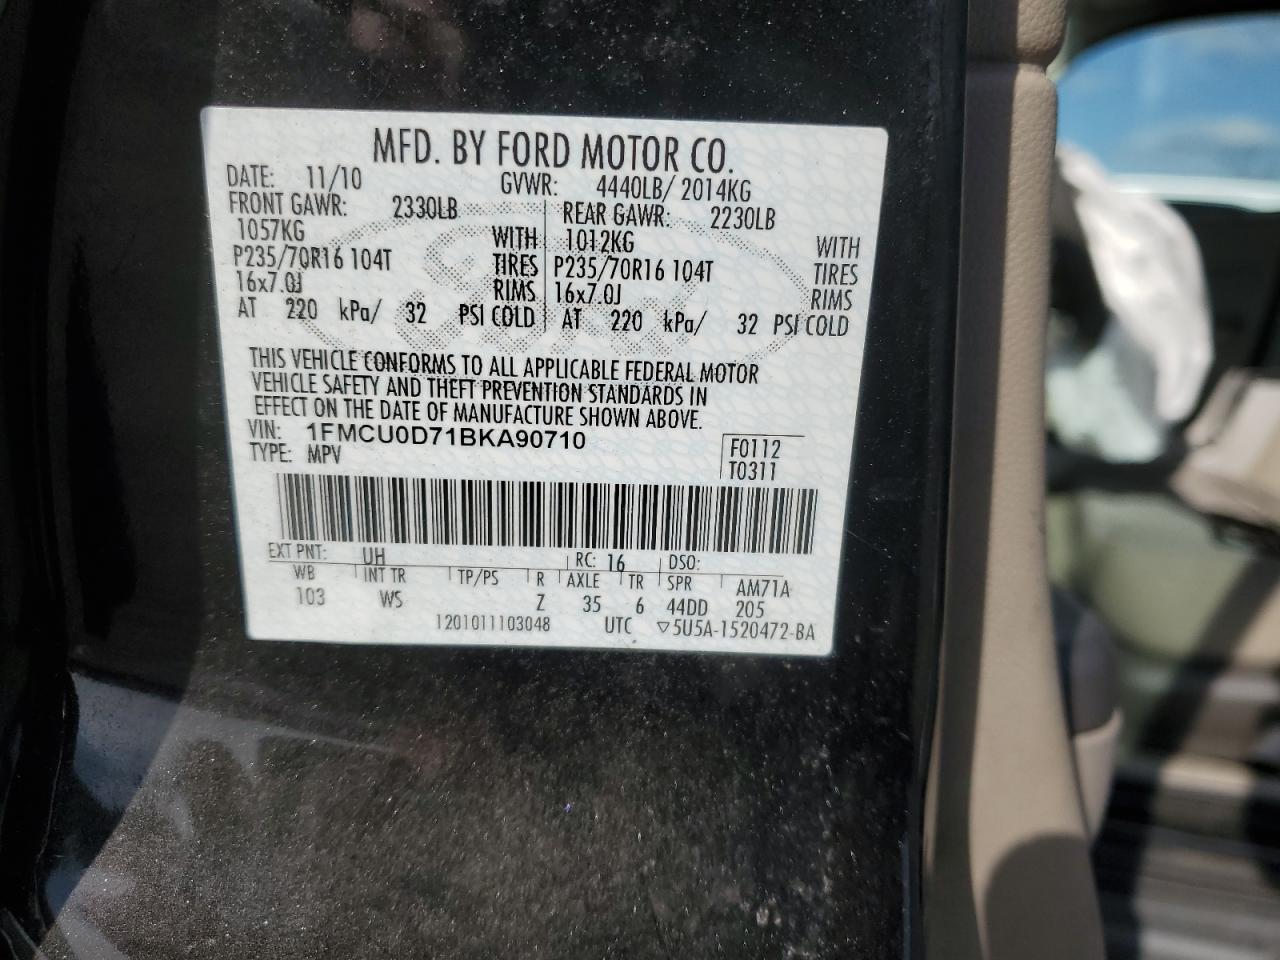 MFD. BY FORD MOTOR CO.
DATE: 11/10 GVWR: 4440LB/ 2014KG
FRONT GAWR: 2330LB REAR GAWR: 2230LB
1057KG WITH 1012KG WITH
P235/70R16 104T TIRES P235/70R16 104T TIRES
16x7.0J RIMS 16x7.0J RIMS
AT 220 kPa/ 32 PSI COLD AT 220 kPa/ 32 PSI COLD
THIS VEHICLE CONFORMS TO ALL APPLICABLE FEDERAL MOTOR
VEHICLE SAFETY AND THEFT PREVENTION STANDARDS IN
EFFECT ON THE DATE OF MANUFACTURE SHOWN ABOVE.
VIN: 1FMCU0D71BKA90710 F0112
TYPE: MPV T0311
EXT PNT: UH RC: 16 DSO:
WB INT TR TP/PS R AXLE TR SPR AM71A
103 WS Z 35 6 44DD 205
1201011103048 UTC ▽5U5A-1520472-BA